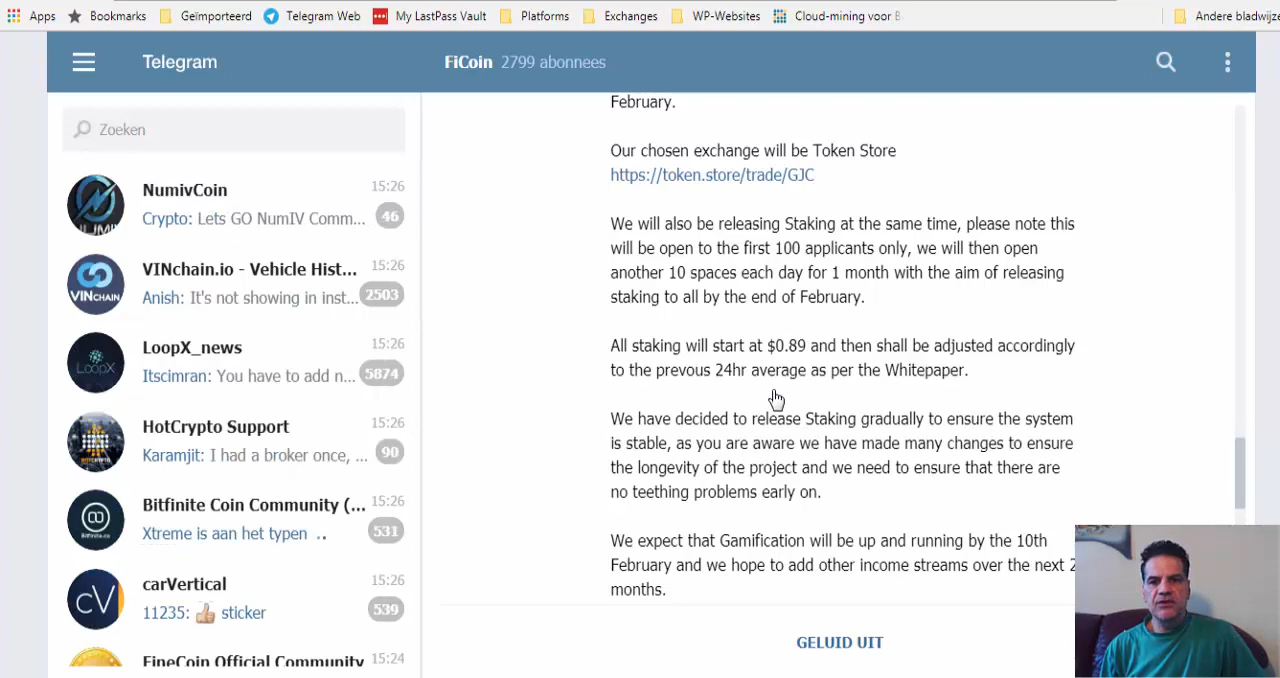 Apps
Bookmarks
Geïmporteerd
Telegram Web
My LastPass Vault
Platforms
Exchanges
WP-Websites
Cloud-mining voor
Andere bladwijze
Telegram
FiCoin 2799 abonnees
Zoeken
NumivCoin 15:26
Crypto: Lets GO NumIV Comm... 46
VINchain.io - Vehicle Hist... 15:26
Anish: It's not showing in inst... 2503
LoopX_news 15:26
Itscimran: You have to add n... 5874
HotCrypto Support 15:26
Karamjit: I had a broker once, ... 90
Bitfinite Coin Community (... 15:26
Xtreme is aan het typen .. 531
carVertical 15:26
11235: 👍 sticker 539
FineCoin Official Community 15:24
February.
Our chosen exchange will be Token Store
https://token.store/trade/GJC
We will also be releasing Staking at the same time, please note this
will be open to the first 100 applicants only, we will then open
another 10 spaces each day for 1 month with the aim of releasing
staking to all by the end of February.
All staking will start at $0.89 and then shall be adjusted accordingly
to the prevous 24hr average as per the Whitepaper.
We have decided to release Staking gradually to ensure the system
is stable, as you are aware we have made many changes to ensure
the longevity of the project and we need to ensure that there are
no teething problems early on.
We expect that Gamification will be up and running by the 10th
February and we hope to add other income streams over the next 2
months.
GELUID UIT